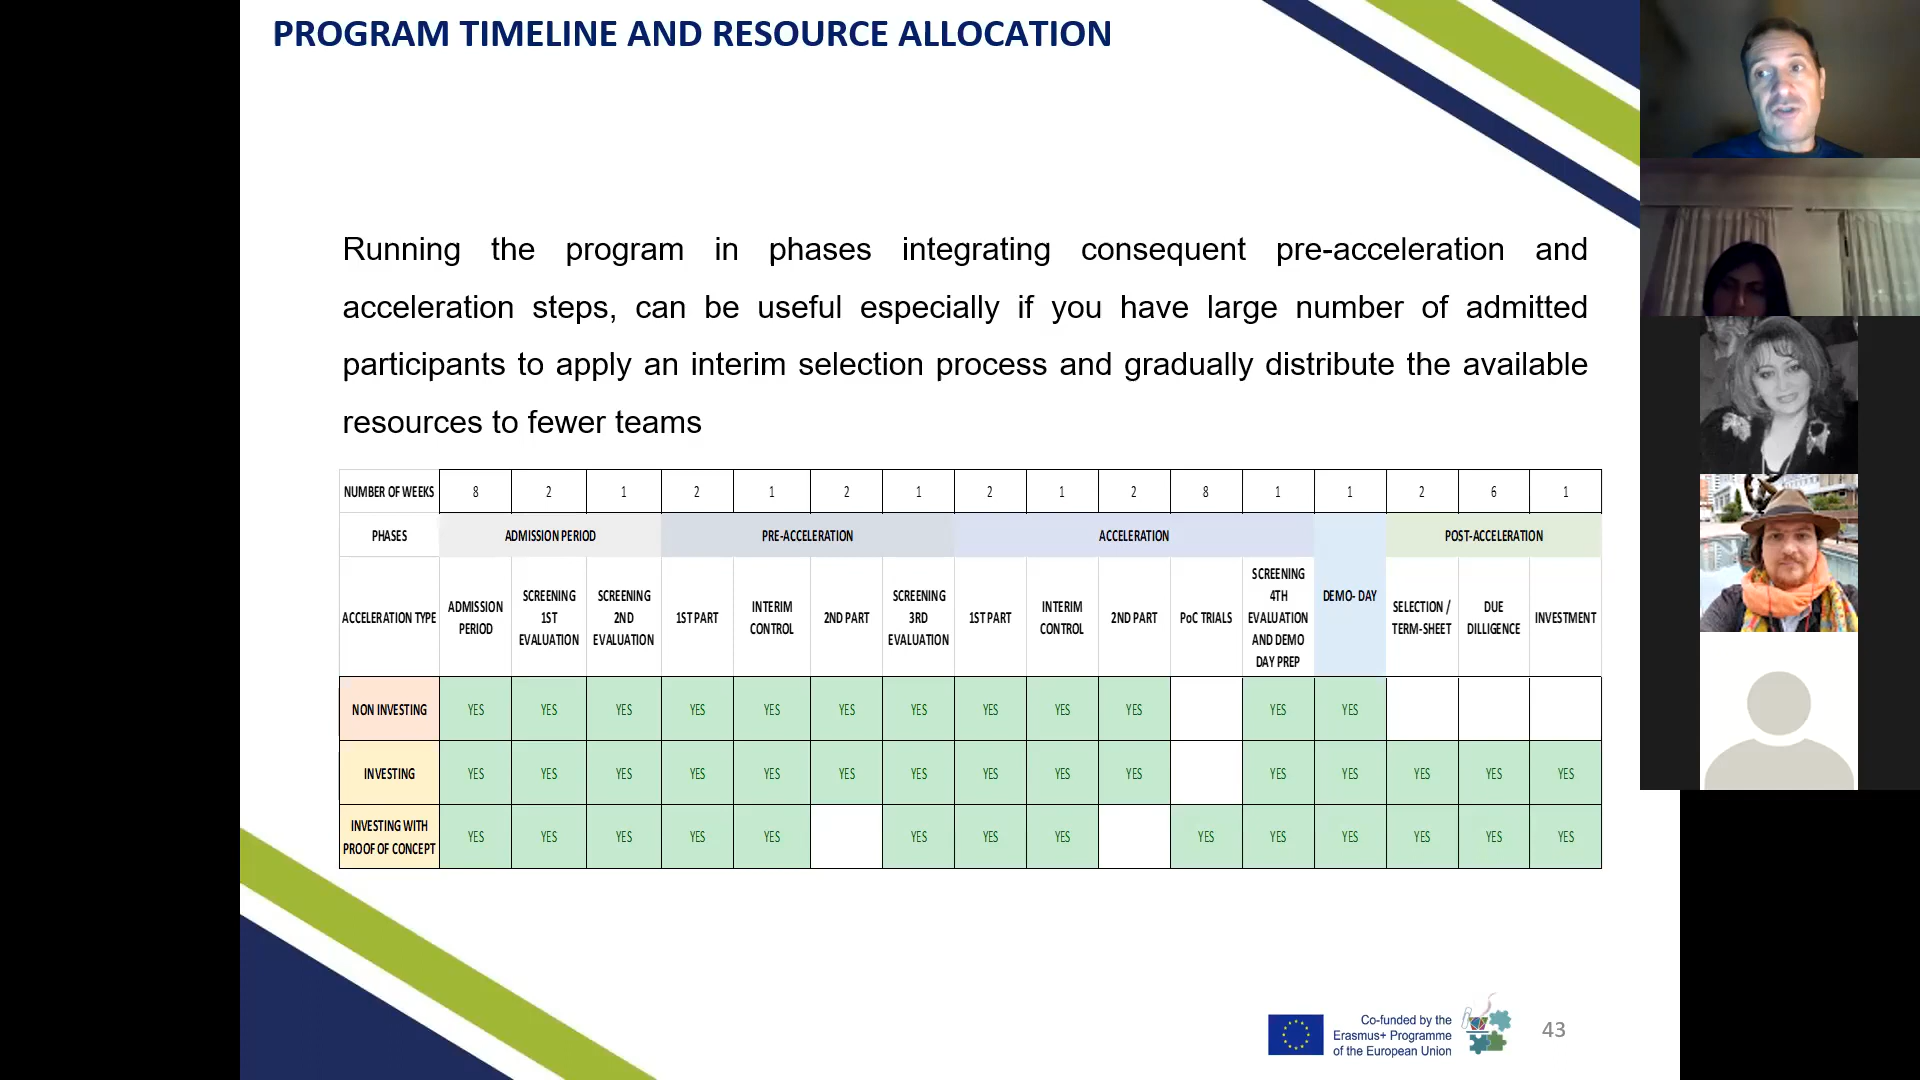 PROGRAM TIMELINE AND RESOURCE ALLOCATION
Running the program in phases integrating consequent pre-acceleration and
acceleration steps, can be useful especially if you have large number of admitted
participants to apply an interim selection process and gradually distribute the available
resources to fewer teams
NUMBER OF WEEKS 8 2 1 2 1 2 1 2 1 2 8 1 1 2 6 1
PHASES ADMISSION PERIOD PRE-ACCELERATION ACCELERATION DEMO- DAY POST-ACCELERATION
ACCELERATION TYPE
ADMISSION
PERIOD
SCREENING
1ST
EVALUATION
SCREENING
2ND
EVALUATION
1ST PART
INTERIM
CONTROL
2ND PART
SCREENING
3RD
EVALUATION
1ST PART
INTERIM
CONTROL
2ND PART
PoC TRIALS
SCREENING
4TH
EVALUATION
AND DEMO
DAY PREP
SELECTION /
TERM-SHEET
DUE
DILLIGENCE
INVESTMENT
NON INVESTING YES YES YES YES YES YES YES YES YES YES YES YES
INVESTING YES YES YES YES YES YES YES YES YES YES YES YES YES YES YES
INVESTING WITH
PROOF OF CONCEPT YES YES YES YES YES YES YES YES YES YES YES YES YES YES
Co-funded by the
Erasmus+ Programme
of the European Union
43